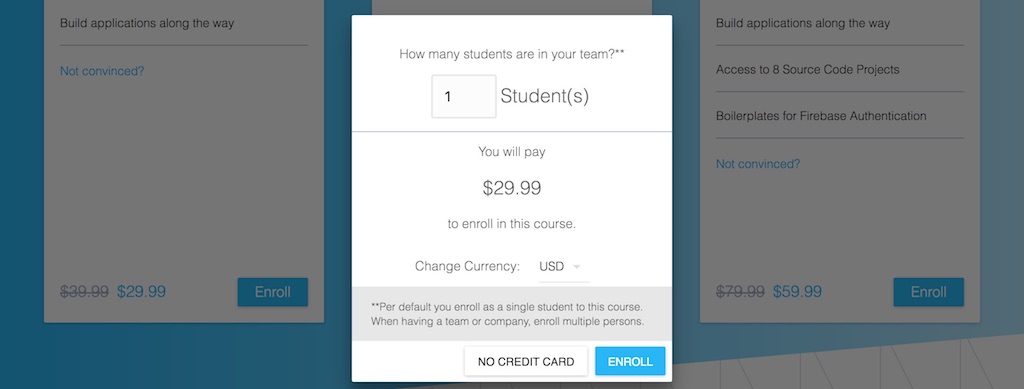 Build applications along the way
Not convinced?
$39.99 $29.99
Enroll
How many students are in your team?**
1 Student(s)
You will pay
$29.99
to enroll in this course.
Change Currency: USD
**Per default you enroll as a single student to this course.
When having a team or company, enroll multiple persons.
NO CREDIT CARD
ENROLL
Build applications along the way
Access to 8 Source Code Projects
Boilerplates for Firebase Authentication
Not convinced?
$79.99 $59.99
Enroll